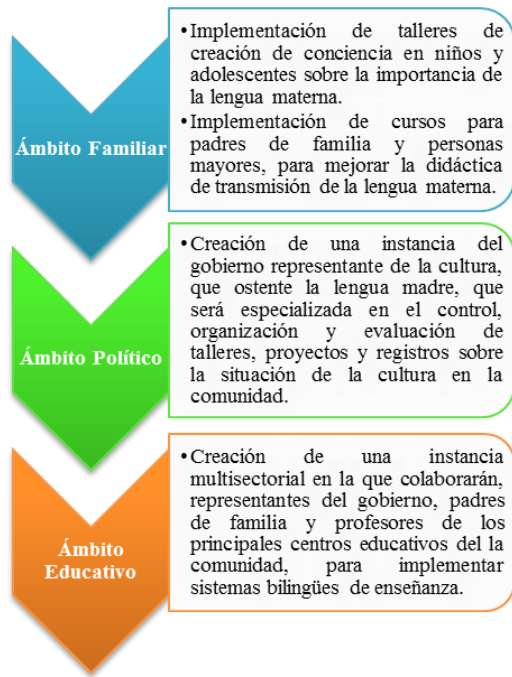 Ámbito Familiar
•Implementación de talleres de
creación de conciencia en niños y
adolescentes sobre la importancia de
la lengua materna.
•Implementación de cursos para
padres de familia y personas
mayores, para mejorar la didáctica
de transmisión de la lengua materna.
Ámbito Político
•Creación de una instancia del
gobierno representante de la cultura,
que ostente la lengua madre, que
será especializada en el control,
organización y evaluación de
talleres, proyectos y registros sobre
la situación de la cultura en la
comunidad.
Ámbito
Educativo
•Creación de una instancia
multisectorial en la que colaborarán,
representantes del gobierno, padres
de familia y profesores de los
principales centros educativos del la
comunidad, para implementar
sistemas bilingües de enseñanza.